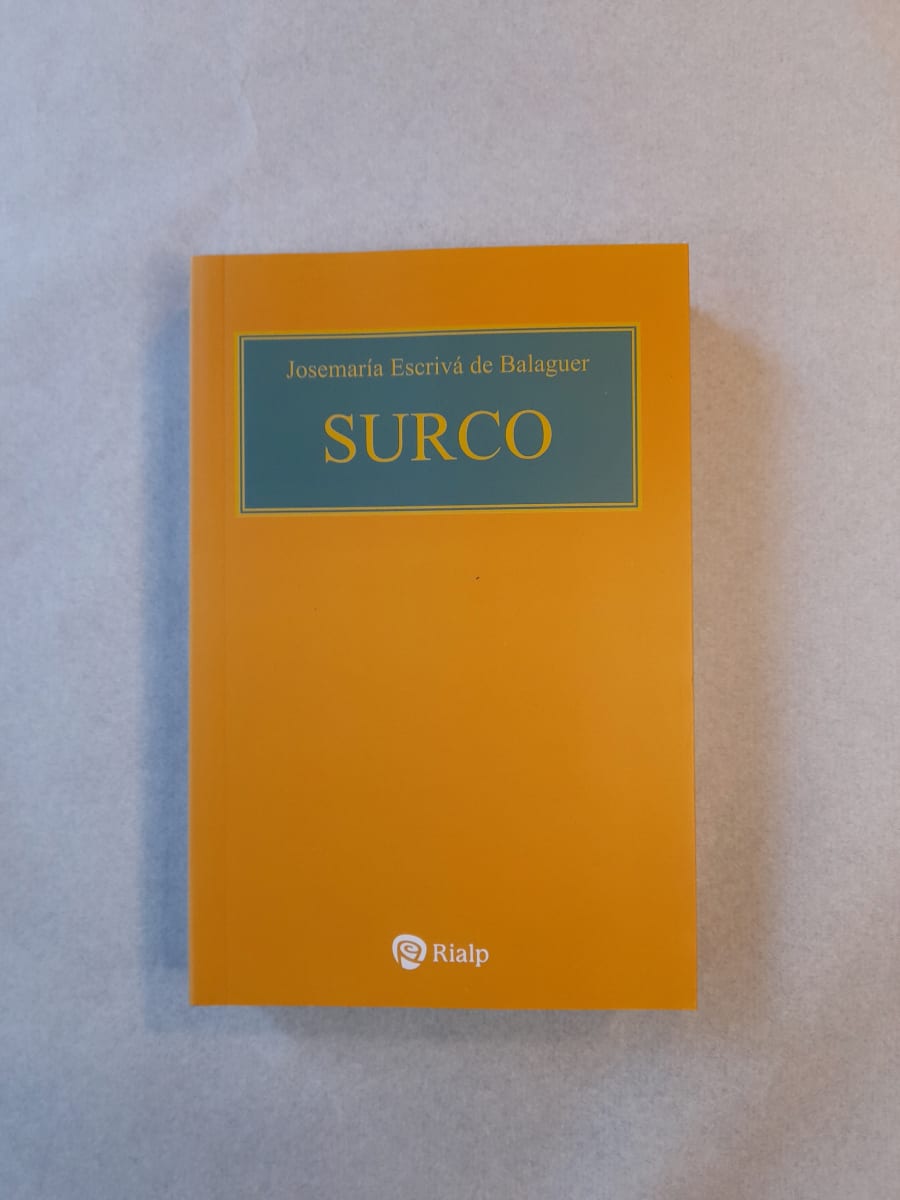 Josemaría Escrivá de Balaguer
SURCO
Rialp